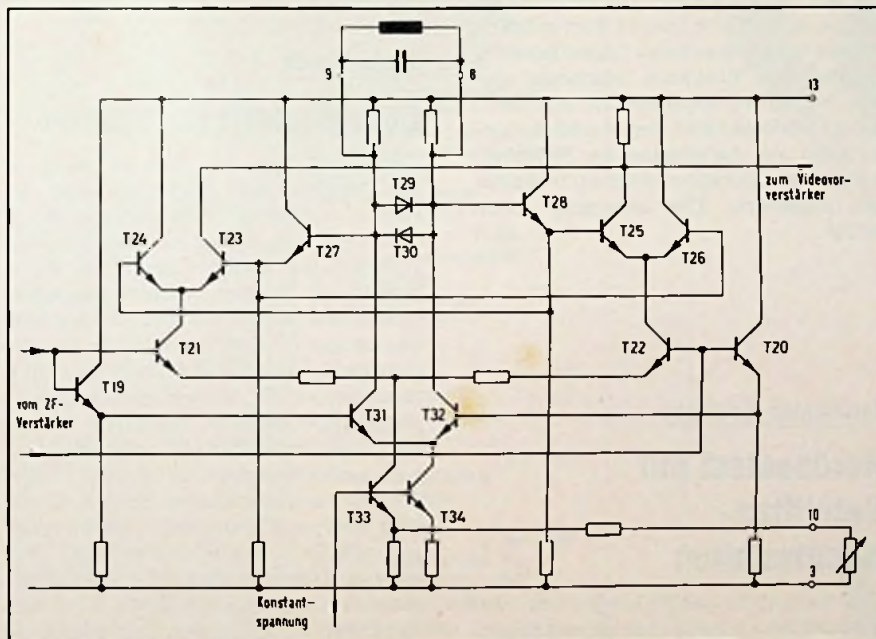 9
8
13
T29
zum Videovor-
verstärker
T28
T24
T23
T27
T30
T25
T26
T21
T22
T20
T19
vom ZF-
Verstärker
T31
T32
T33
T34
10
3
Konstant-
spannung